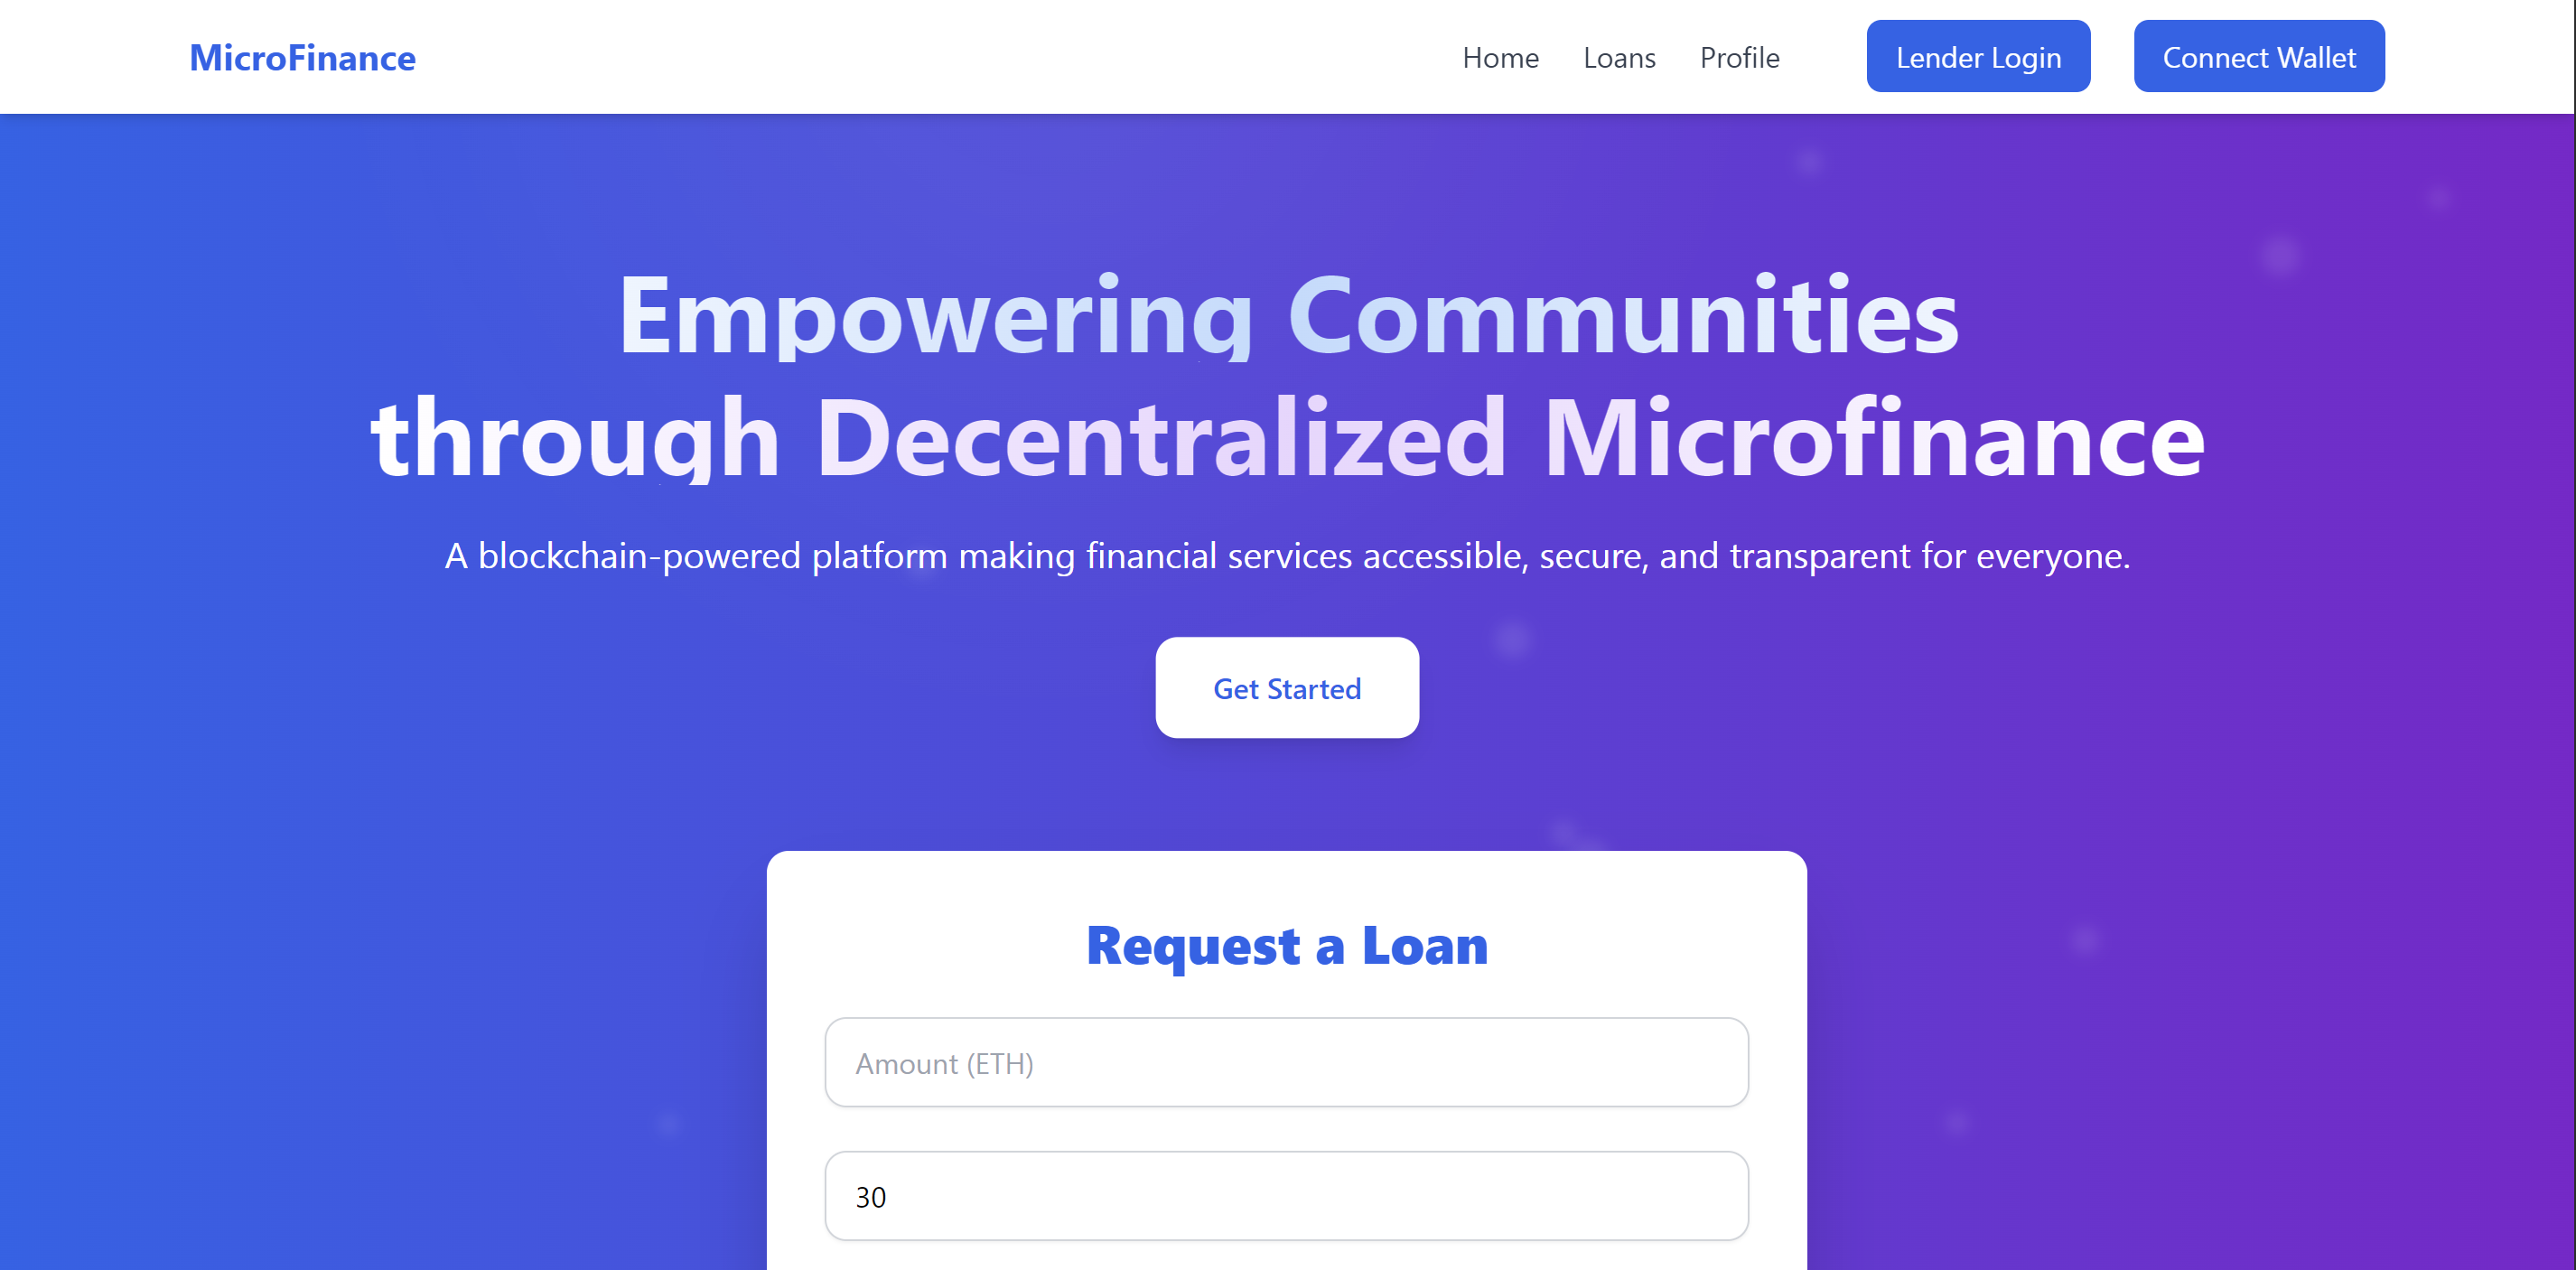 MicroFinance
Home Loans Profile Lender Login Connect Wallet
Empowering Communities
through Decentralized Microfinance
A blockchain-powered platform making financial services accessible, secure, and transparent for everyone.
Get Started
Request a Loan
Amount (ETH)
30